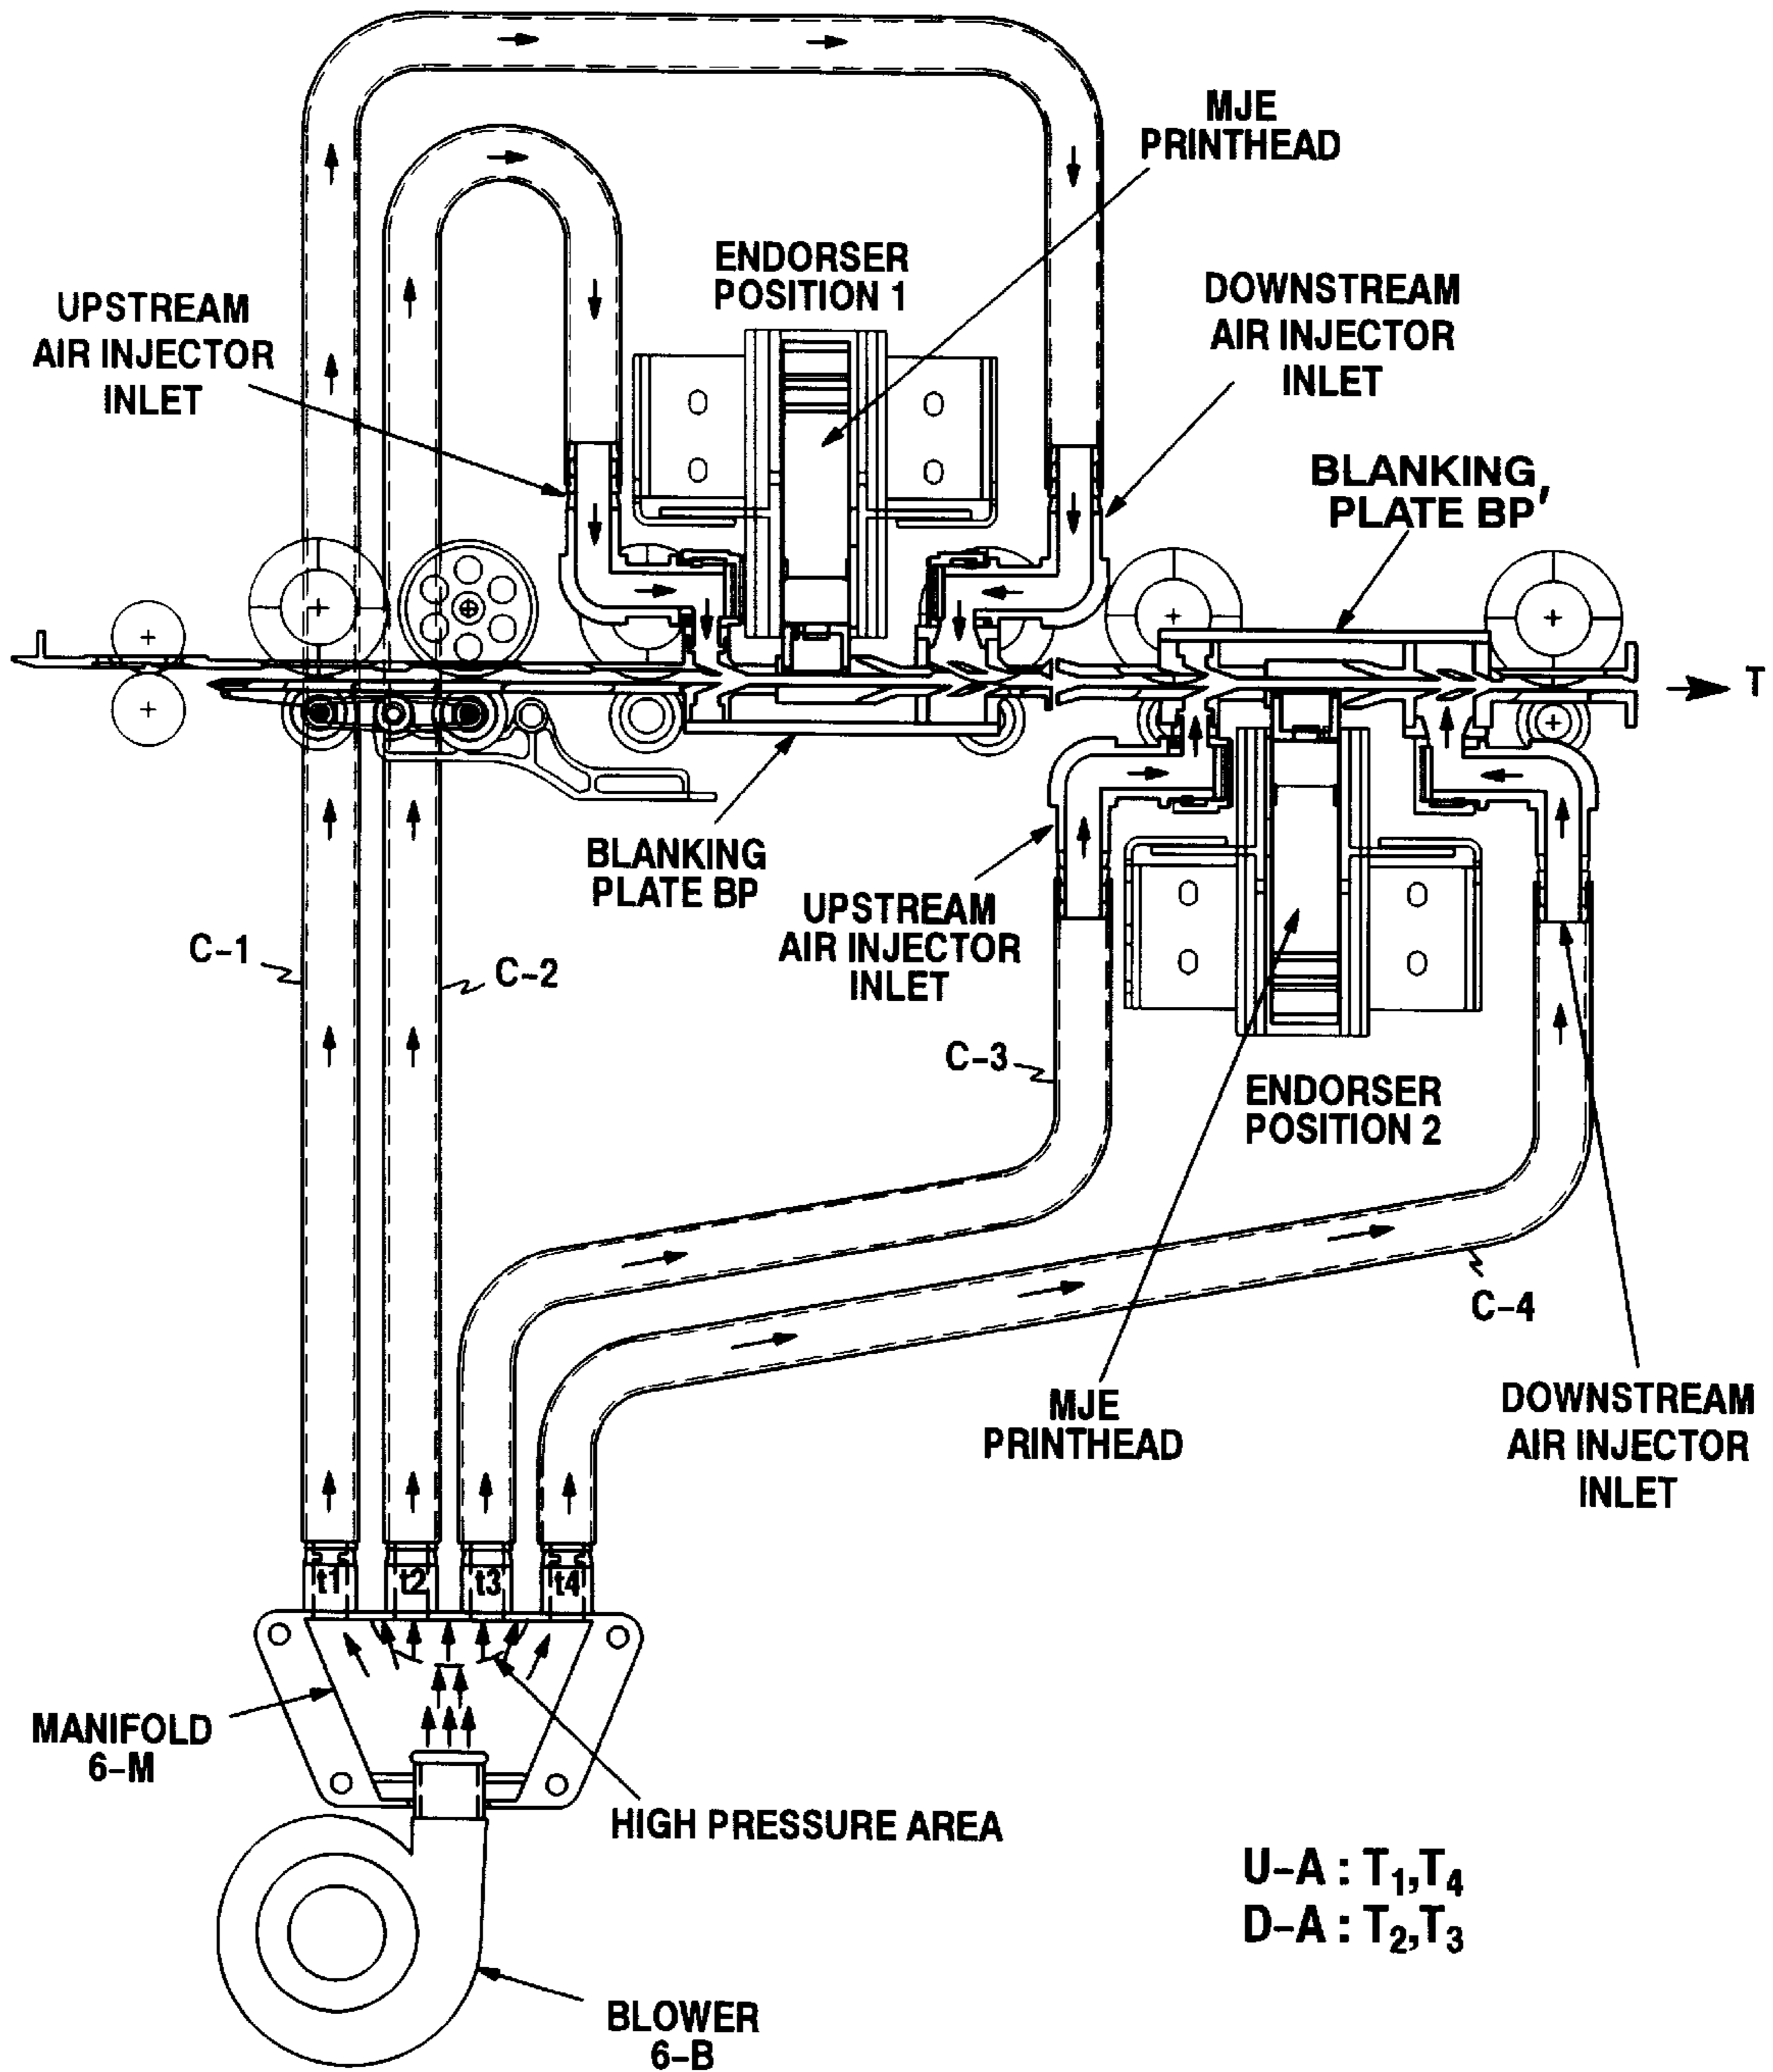 MJE
PRINTHEAD
ENDORSER
POSITION 1
UPSTREAM
AIR INJECTOR
INLET
DOWNSTREAM
AIR INJECTOR
INLET
BLANKING
PLATE BP'
T
BLANKING
PLATE BP
UPSTREAM
AIR INJECTOR
INLET
C-1
C-2
C-3
ENDORSER
POSITION 2
C-4
MJE
PRINTHEAD
DOWNSTREAM
AIR INJECTOR
INLET
t1 t2 t3 t4
MANIFOLD
6-M
HIGH PRESSURE AREA
U-A : T₁,T₄
D-A : T₂,T₃
BLOWER
6-B